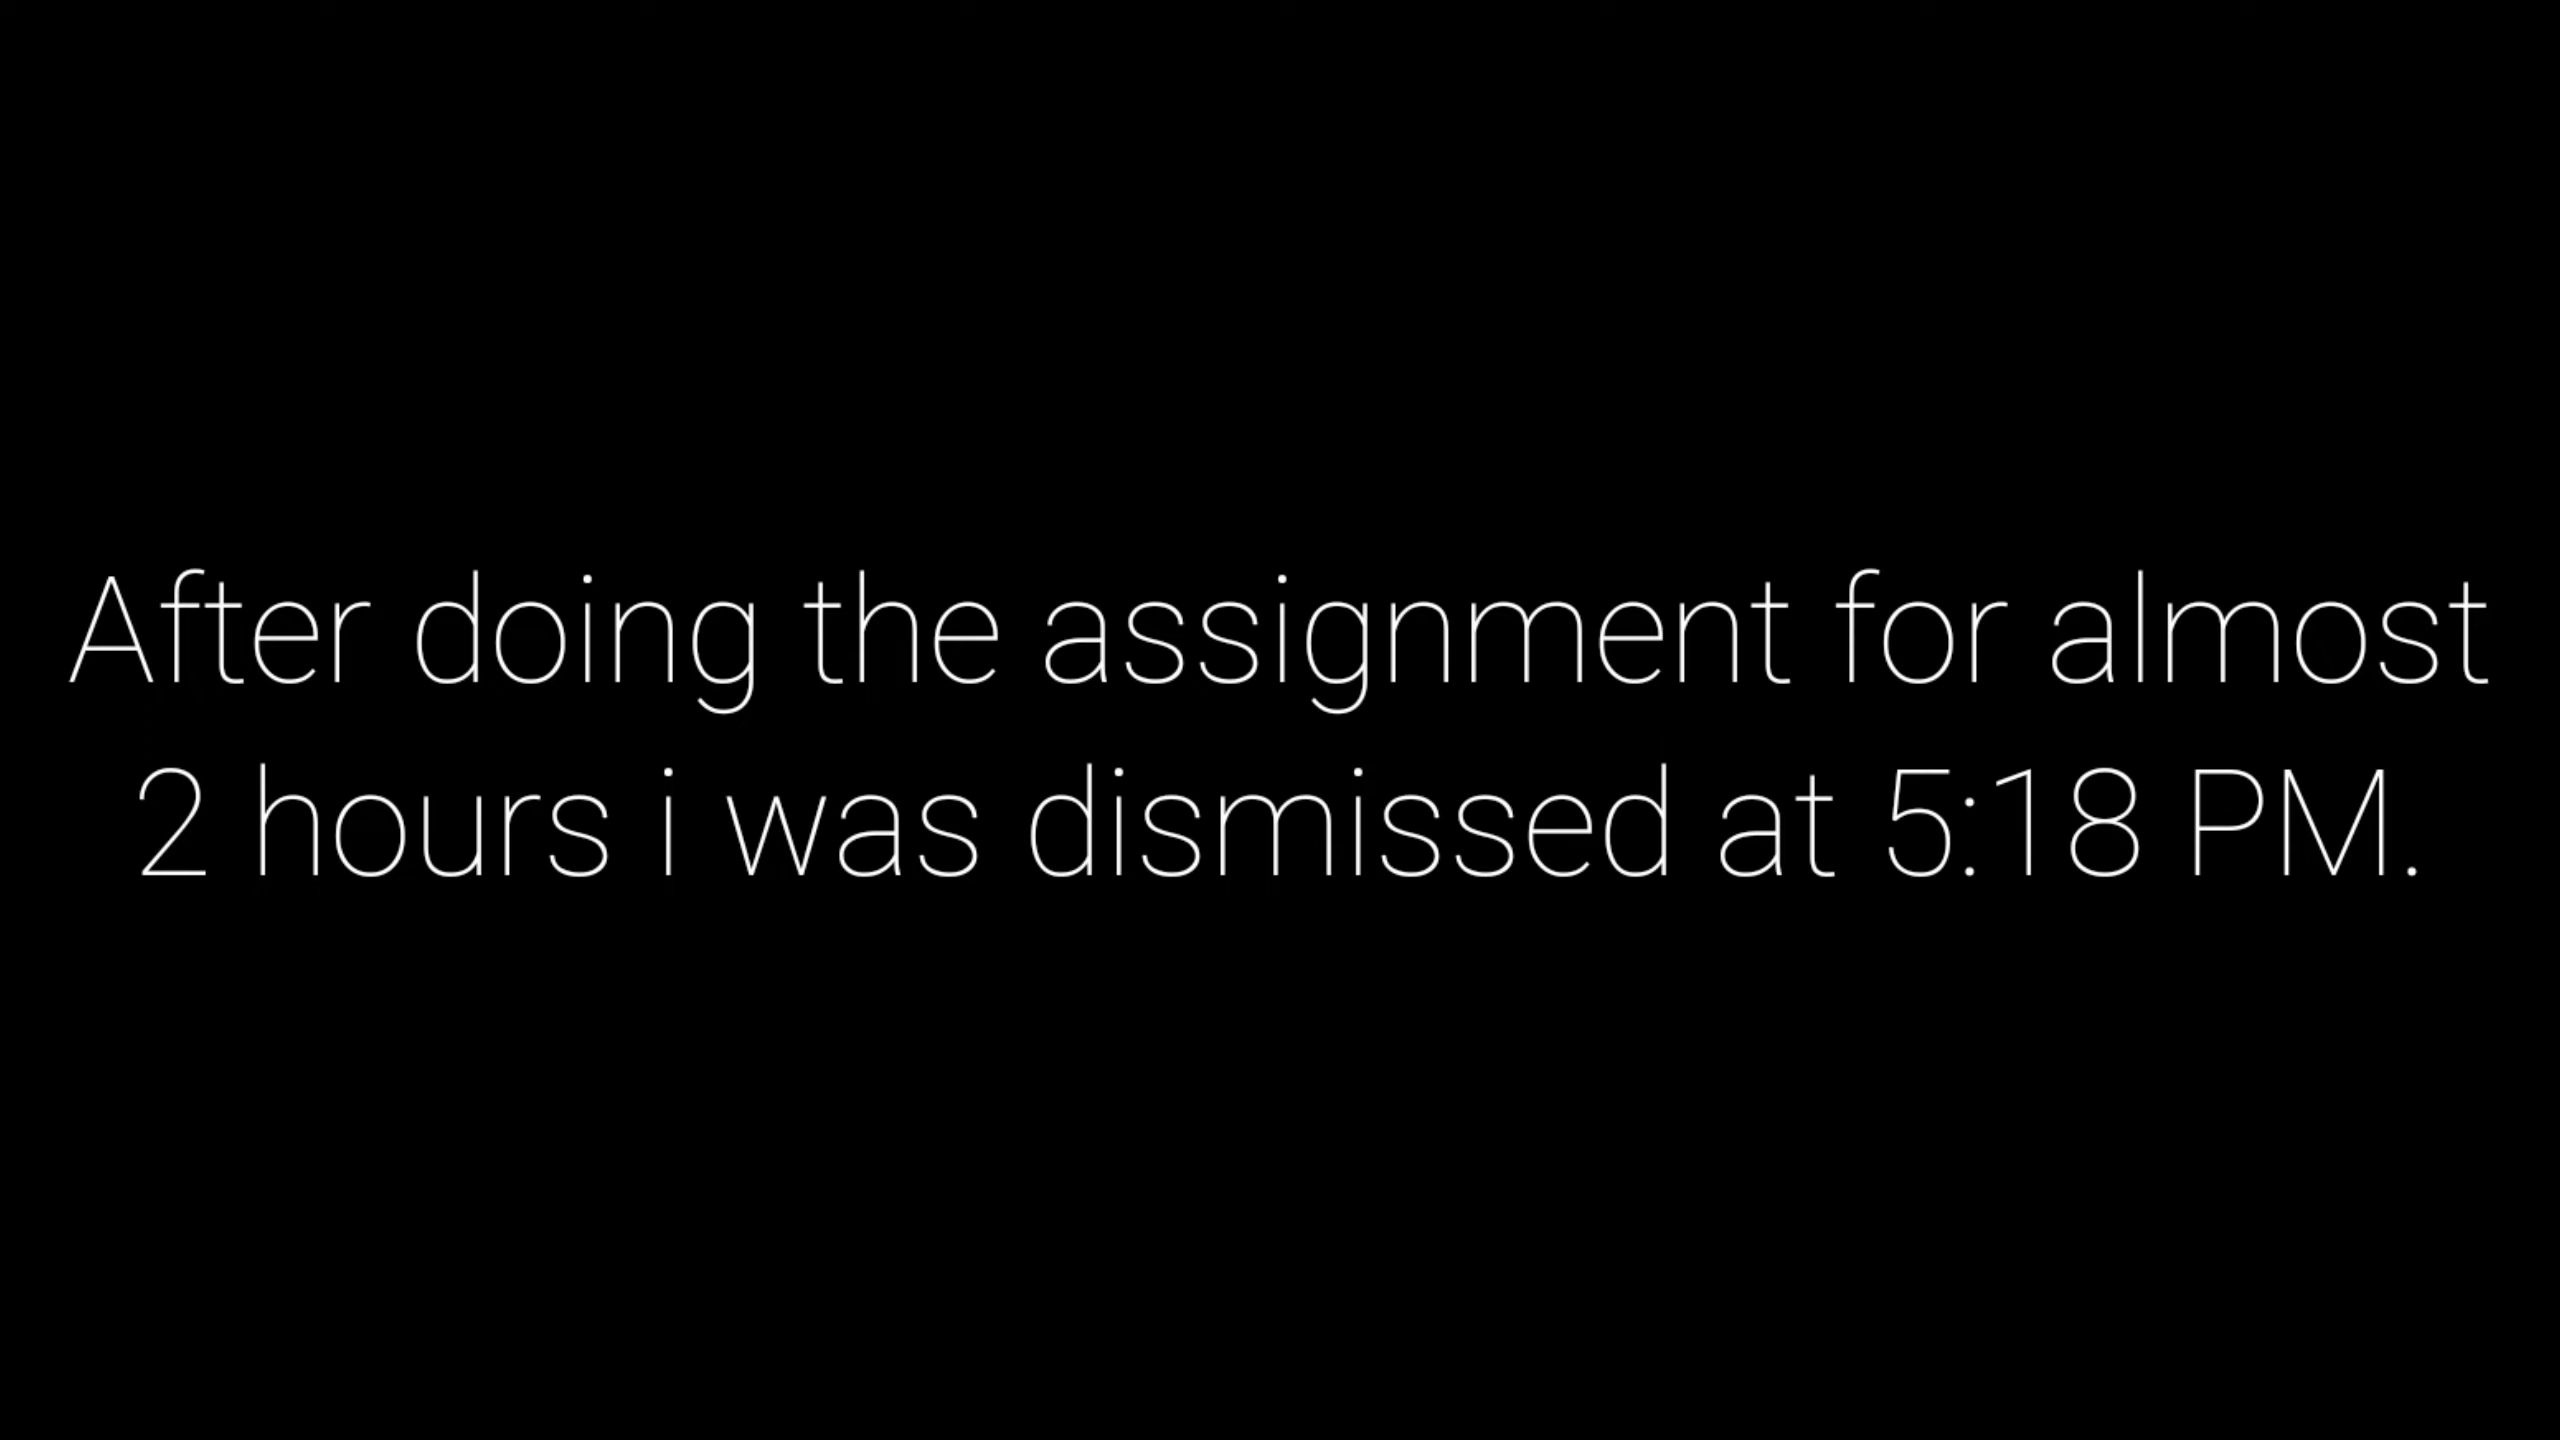 After doing the assignment for almost
2 hours i was dismissed at 5:18 PM.